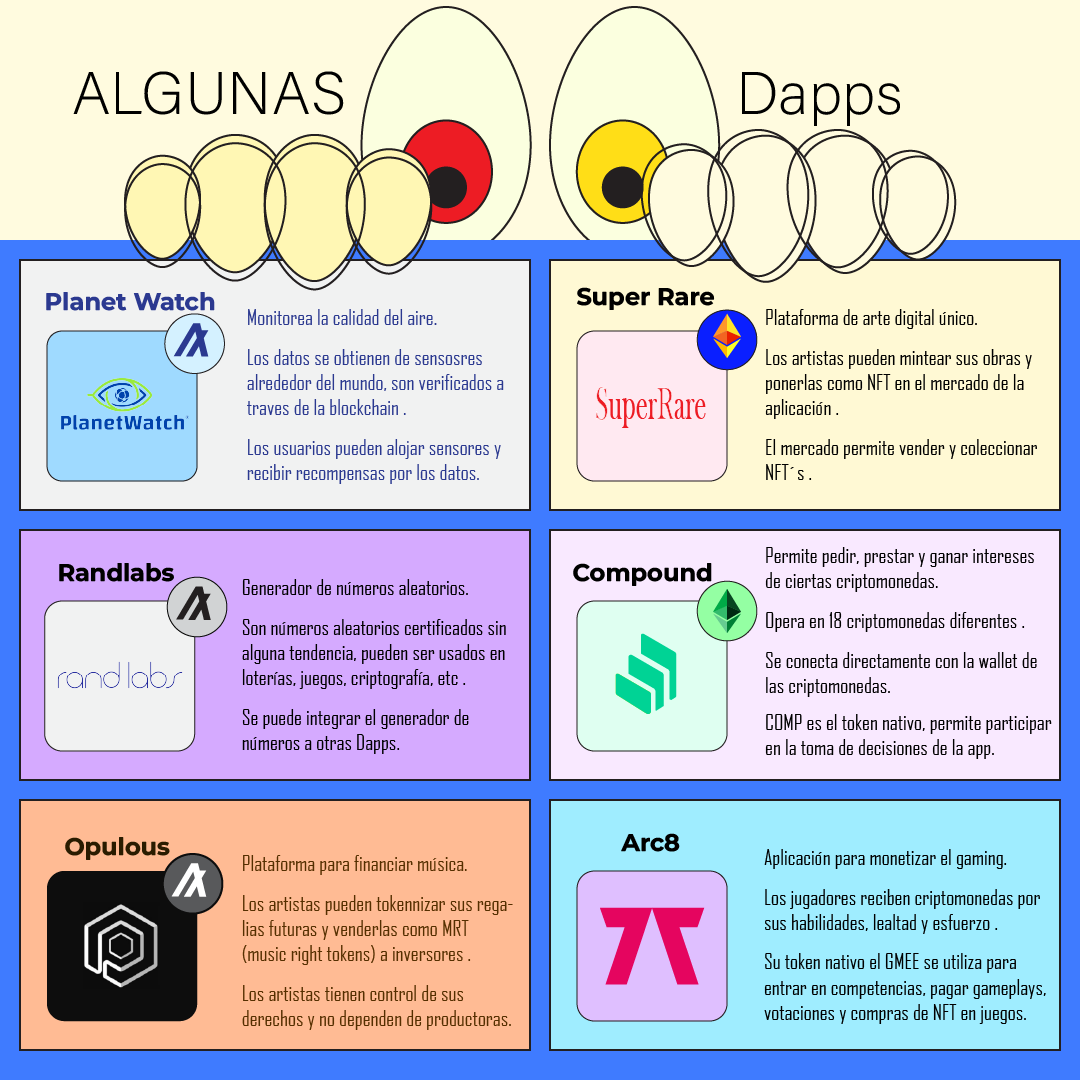 ALGUNAS
Dapps
Planet Watch
PlanetWatch
Monitorea la calidad del aire.
Los datos se obtienen de sensosres
alrededor del mundo, son verificados a
traves de la blockchain .
Los usuarios pueden alojar sensores y
recibir recompensas por los datos.
Super Rare
SuperRare
Plataforma de arte digital único.
Los artistas pueden mintear sus obras y
ponerlas como NFT en el mercado de la
aplicación .
El mercado permite vender y coleccionar
NFT´s .
Randlabs
rand labs
Generador de números aleatorios.
Son números aleatorios certificados sin
alguna tendencia, pueden ser usados en
loterías, juegos, criptografía, etc .
Se puede integrar el generador de
números a otras Dapps.
Compound
Permite pedir, prestar y ganar intereses
de ciertas criptomonedas.
Opera en 18 criptomonedas diferentes .
Se conecta directamente con la wallet de
las criptomonedas.
COMP es el token nativo, permite participar
en la toma de decisiones de la app.
Opulous
Plataforma para financiar música.
Los artistas pueden tokennizar sus rega-
lias futuras y venderlas como MRT
(music right tokens) a inversores .
Los artistas tienen control de sus
derechos y no dependen de productoras.
Arc8
Aplicación para monetizar el gaming.
Los jugadores reciben criptomonedas por
sus habilidades, lealtad y esfuerzo .
Su token nativo el GMEE se utiliza para
entrar en competencias, pagar gameplays,
votaciones y compras de NFT en juegos.